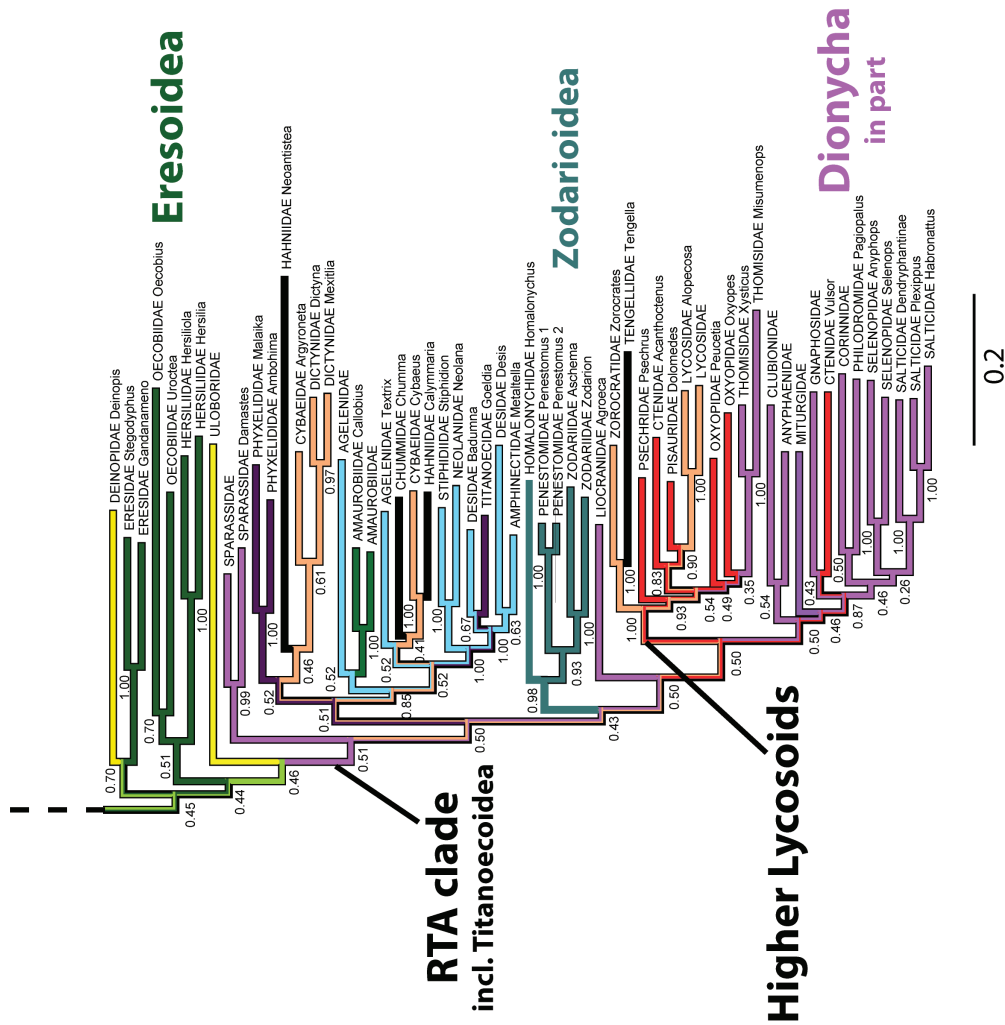 Eresoidea
DEINOPIDAE Deinopis
ERESIDAE Stegodyphus
ERESIDAE Gandanameno
OECOBIIDAE Oecobius
OECOBIIDAE Uroctea
HERSILIIDAE Hersiliola
HERSILIIDAE Hersilia
ULOBORIDAE
SPARASSIDAE
SPARASSIDAE Damastes
PHYXELIDIDAE Malaika
PHYXELIDIDAE Ambohima
HAHNIIDAE Neoantistea
CYBAEIDAE Argyroneta
DICTYNIDAE Dictyna
DICTYNIDAE Mexitlia
AGELENIDAE
AMAUROBIIDAE Callobius
AMAUROBIIDAE
AGELENIDAE Textrix
CHUMMIDAE Chumma
CYBAEIDAE Cybaeus
HAHNIIDAE Calymmaria
STIPHIDIIDAE Stiphidion
NEOLANIDAE Neolana
DESIDAE Badumna
TITANOECIDAE Goeldia
DESIDAE Desis
AMPHINECTIDAE Metaltella
HOMALONYCHIDAE Homalonychus
PENESTOMIDAE Penestomus 1
PENESTOMIDAE Penestomus 2
ZODARIIDAE Aschema
ZODARIIDAE Zodarion
Zodarioidea
LIOCRANIDAE Agroeca
ZOROCRATIDAE Zorocrates
TENGELLIDAE Tengella
PSECHRIDAE Psechrus
CTENIDAE Acanthoctenus
PISAURIDAE Dolomedes
LYCOSIDAE Alopecosa
LYCOSIDAE
OXYOPIDAE Peucetia
OXYOPIDAE Oxyopes
THOMISIDAE Xysticus
THOMISIDAE Misumenops
CLUBIONIDAE
ANYPHAENIDAE
MITURGIDAE
GNAPHOSIDAE
CTENIDAE Vulsor
CORINNIDAE
PHILODROMIDAE Pagiopalus
SELENOPIDAE Anyphops
SELENOPIDAE Selenops
SALTICIDAE Dendryphantinae
SALTICIDAE Plexippus
SALTICIDAE Habronattus
Dionycha
in part
0.70
1.00
0.70
0.51
1.00
0.45
0.44
0.46
0.99
0.51
0.52
1.00
0.46
0.61
0.97
0.51
0.52
1.00
0.52
0.85
1.00
0.41
0.52
1.00
0.67
1.00
1.00
0.63
0.50
0.43
0.98
1.00
0.93
1.00
0.50
1.00
1.00
0.93
0.83
0.90
1.00
0.54
0.49
0.35
1.00
0.50
0.54
0.50
0.43
0.46
0.50
0.87
1.00
0.46
1.00
0.26
1.00
RTA clade
incl. Titanoecoidea
Higher Lycosoids
0.2